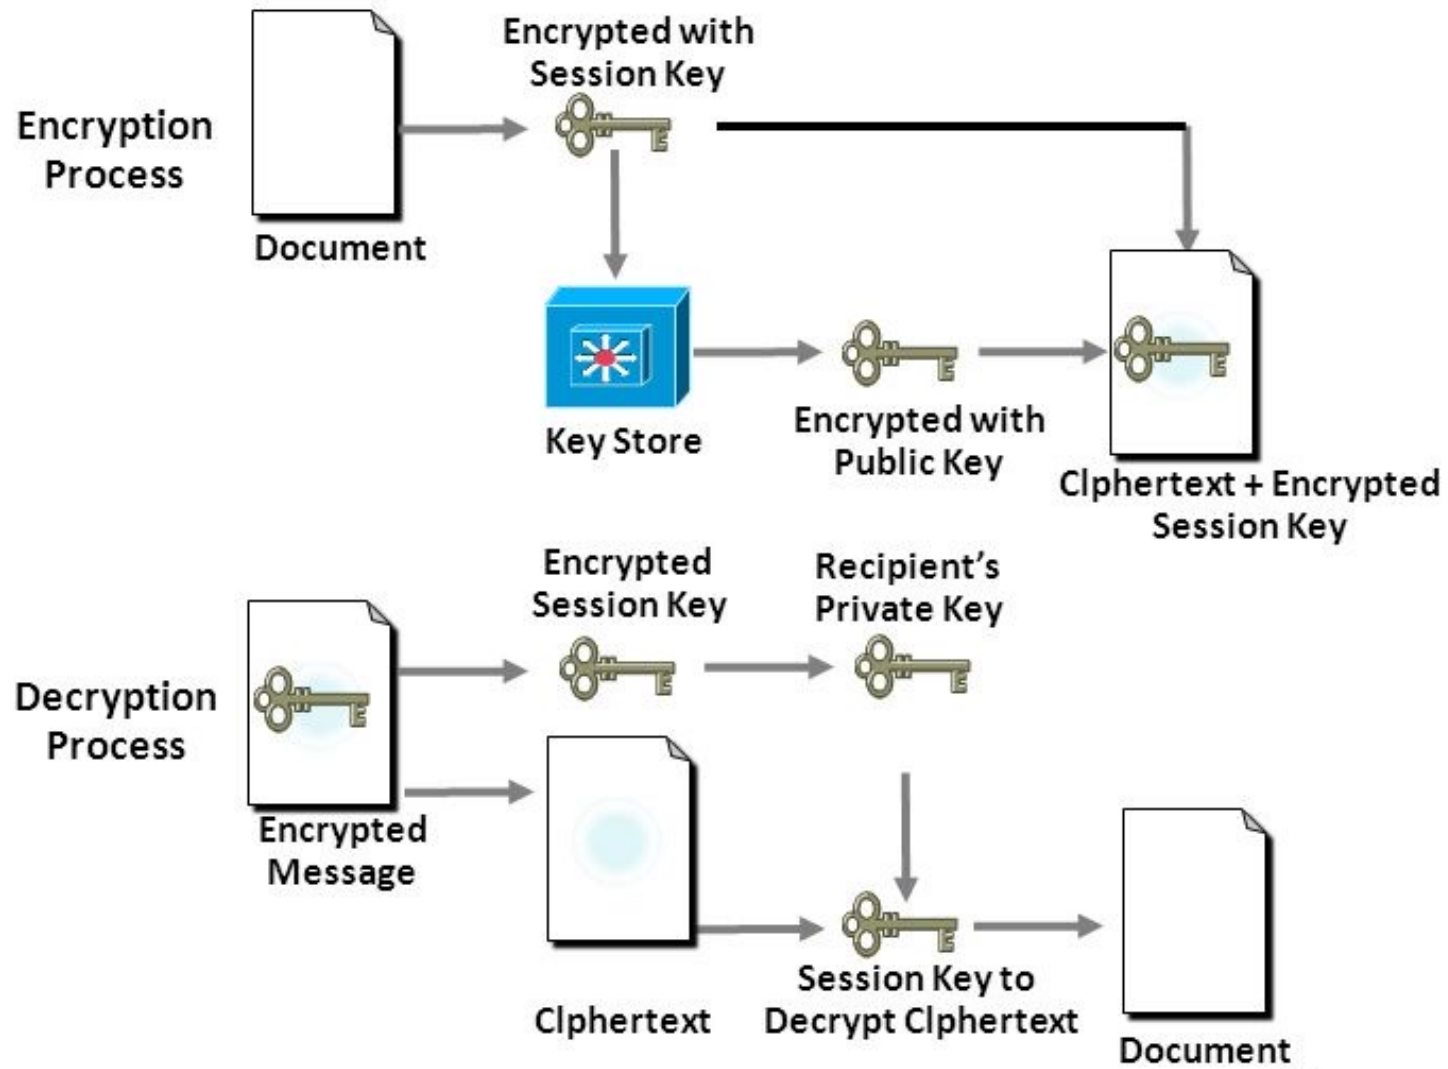 Encrypted with
Session Key
Encryption
Process
Document
Key Store
Encrypted with
Public Key
Clphertext + Encrypted
Session Key
Encrypted
Session Key
Recipient's
Private Key
Decryption
Process
Encrypted
Message
Clphertext
Session Key to
Decrypt Clphertext
Document